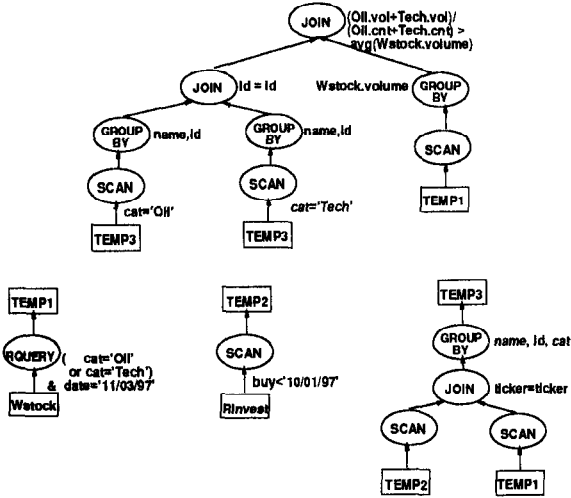 JOIN
(Oil.vol+Tech.vol)/
(Oil.cnt+Tech.cnt) >
avg(Wstock.volume)
JOIN
id = id
Wstock.volume
GROUP BY
GROUP BY
name,id
GROUP BY
name,id
SCAN
cat='Oil'
SCAN
cat='Tech'
SCAN
TEMP3
TEMP3
TEMP1
TEMP1
RQUERY
( cat='Oil'
or cat='Tech')
& date='11/03/97'
Wstock
TEMP2
SCAN
buy<'10/01/97'
RInvest
TEMP3
GROUP BY
name, id, cat
JOIN
ticker=ticker
SCAN
SCAN
TEMP2
TEMP1